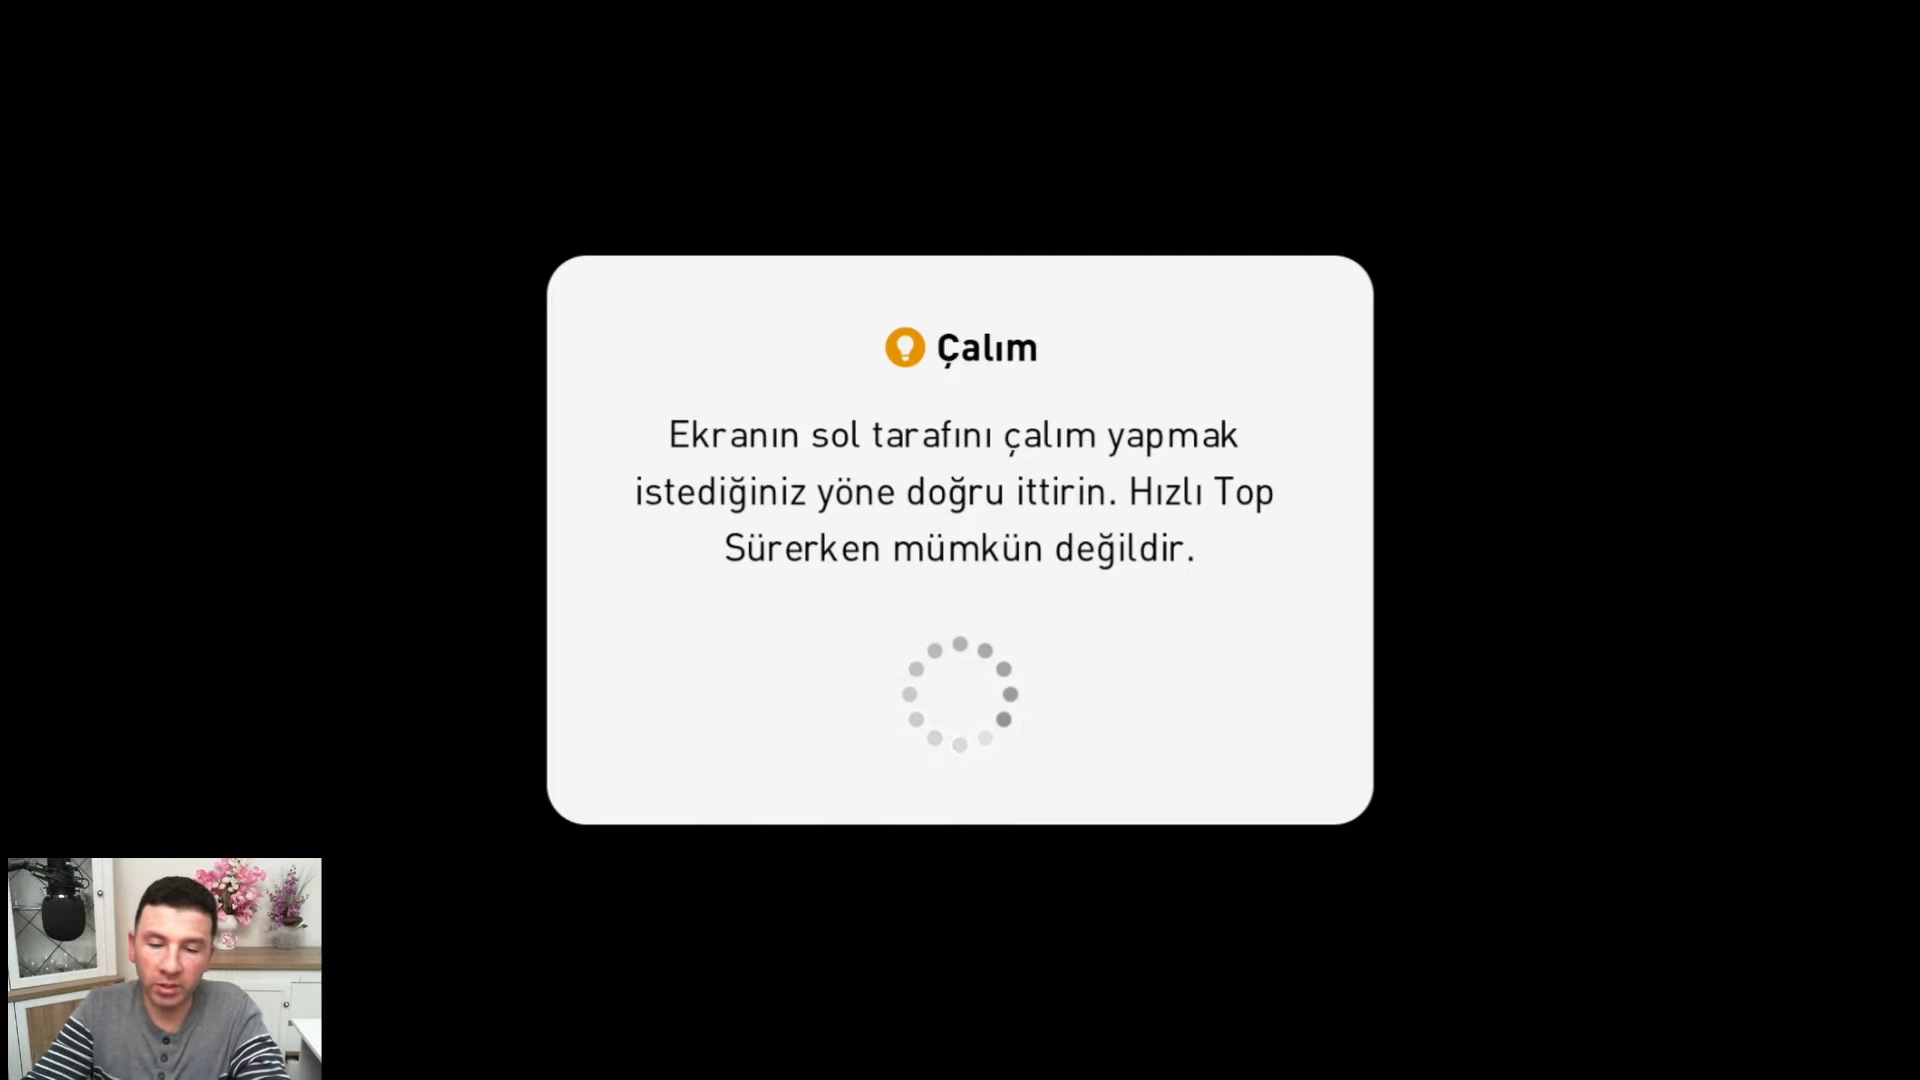 Çalım
Ekranın sol tarafını çalım yapmak
istediğiniz yöne doğru ittirin. Hızlı Top
Sürerken mümkün değildir.